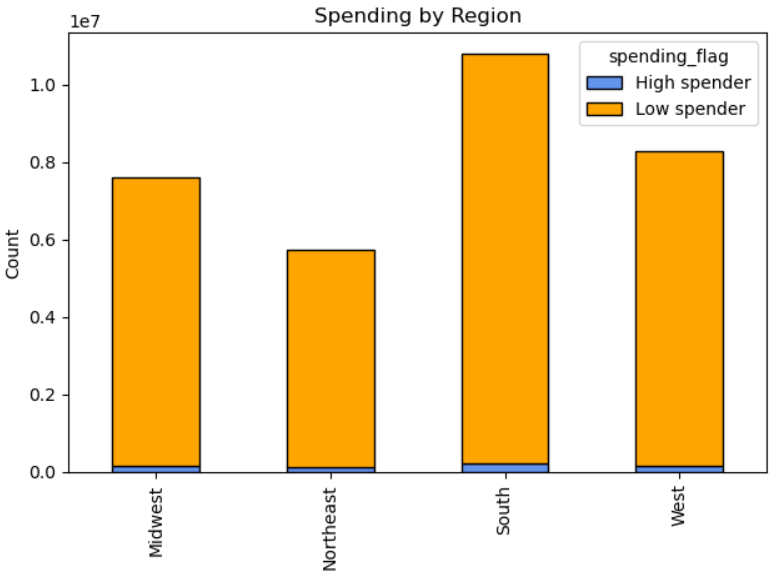 Spending by Region
1e7
spending_flag
High spender
Low spender
1.0
0.8
0.6
0.4
0.2
0.0
Count
Midwest
Northeast
South
West